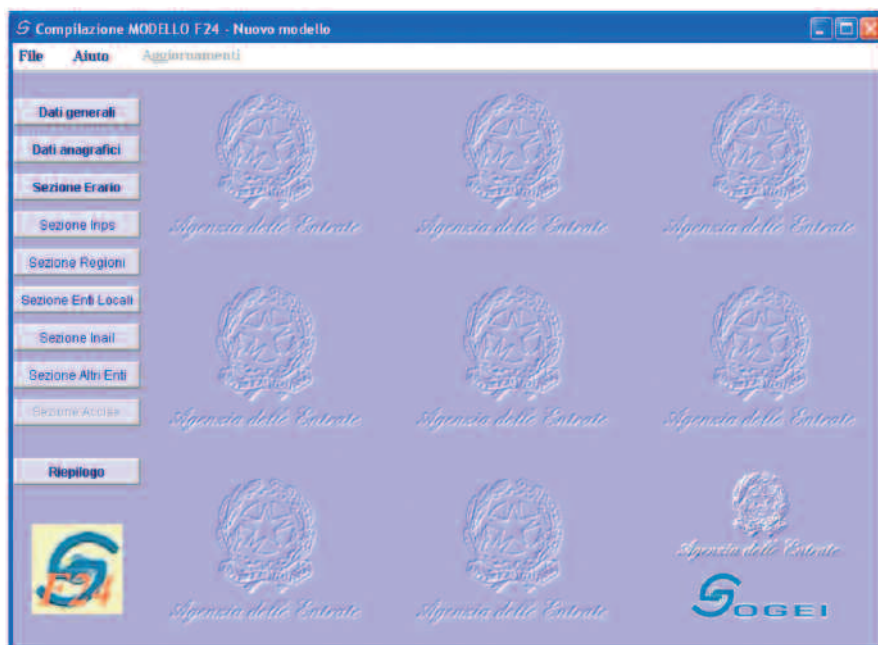 Compilazione MODELLO F24 - Nuovo modello
File Aiuto Aggiornamenti
Dati generali
Dati anagrafici
Sezione Erario
Sezione Inps
Sezione Regioni
Sezione Enti Locali
Sezione Inail
Sezione Altri Enti
Sezione Accise
Riepilogo
F24
Agenzia delle Entrate Agenzia delle Entrate Agenzia delle Entrate
Agenzia delle Entrate Agenzia delle Entrate Agenzia delle Entrate
Agenzia delle Entrate Agenzia delle Entrate
Agenzia delle Entrate
SOGEI